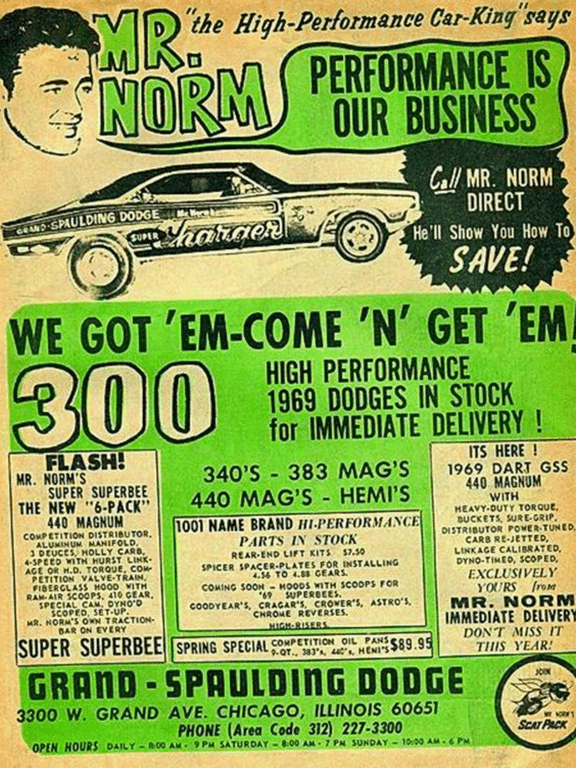 "the High-Performance Car-King" says
MR.
NORM
PERFORMANCE IS
OUR BUSINESS
Call MR. NORM
DIRECT
He'll Show You How To
SAVE!
GRAND-SPAULDING DODGE
Mr. Norm's
SUPER Charger
WE GOT 'EM-COME 'N' GET 'EM!
300
HIGH PERFORMANCE
1969 DODGES IN STOCK
for IMMEDIATE DELIVERY !
FLASH!
MR. NORM'S
SUPER SUPERBEE
THE NEW "6-PACK"
440 MAGNUM
COMPETITION DISTRIBUTOR,
ALUMINUM MANIFOLD,
3 DEUCES, HOLLY CARB,
4-SPEED WITH HURST LINK-
AGE OR H.D. TORQUE, COM-
PETITION VALVE-TRAIN,
FIBERGLASS HOOD WITH
RAM-AIR SCOOPS, 410 GEAR,
SPECIAL CAM, DYNO'D
SCOPED, SET-UP.
MR. NORM'S OWN TRACTION-
BAR ON EVERY
SUPER SUPERBEE
340'S - 383 MAG'S
440 MAG'S - HEMI'S
1001 NAME BRAND HI-PERFORMANCE
PARTS IN STOCK
REAR-END LIFT KITS $7.50
SPICER SPACER-PLATES FOR INSTALLING
4.56 TO 4.88 GEARS.
COMING SOON - HOODS WITH SCOOPS FOR
'69 SUPERBEES.
GOODYEAR'S, CRAGAR'S, CROWER'S, ASTRO'S,
CHROME REVERSES.
HIGH-RISERS.
SPRING SPECIAL COMPETITION OIL PANS $89.95
9-QT., 383's, 440's, HEMI'S
ITS HERE !
1969 DART GSS
440 MAGNUM
WITH
HEAVY-DUTY TORQUE,
BUCKETS, SURE-GRIP,
DISTRIBUTOR POWER-TUNED,
CARB RE-JETTED,
LINKAGE CALIBRATED,
DYNO-TIMED, SCOPED,
EXCLUSIVELY
YOURS from
MR. NORM
IMMEDIATE DELIVERY
DON'T MISS IT
THIS YEAR!
GRAND - SPAULDING DODGE
3300 W. GRAND AVE. CHICAGO, ILLINOIS 60651
PHONE (Area Code 312) 227-3300
OPEN HOURS DAILY - 8:00 AM - 9 PM SATURDAY - 8:00 AM - 7 PM SUNDAY - 10:00 AM - 6 PM
JOIN
MR NORM'S
SCAT PACK